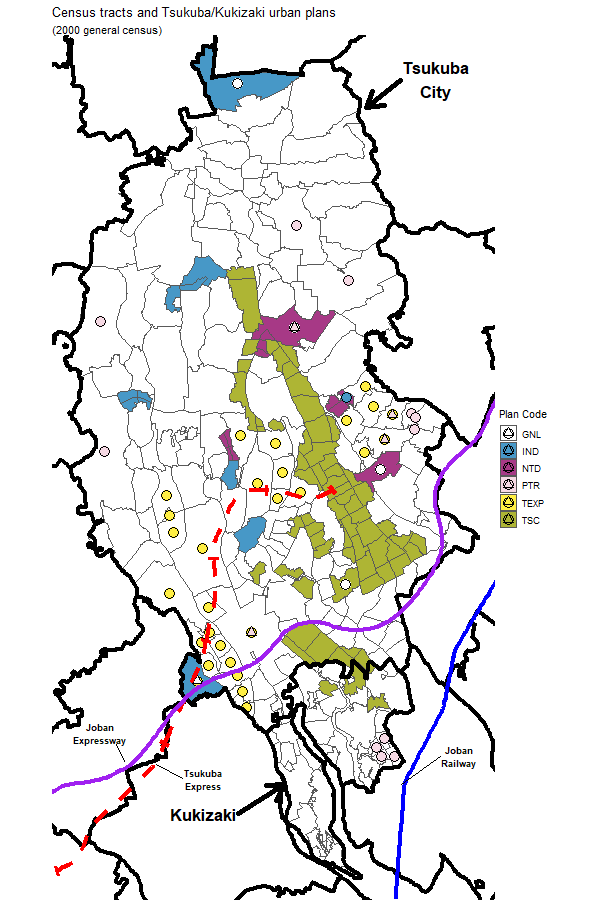 Census tracts and Tsukuba/Kukizaki urban plans
(2000 general census)
Tsukuba
City
Plan Code
GNL
IND
NTD
PTR
TEXP
TSC
Joban
Expressway
Tsukuba
Express
Joban
Railway
Kukizaki